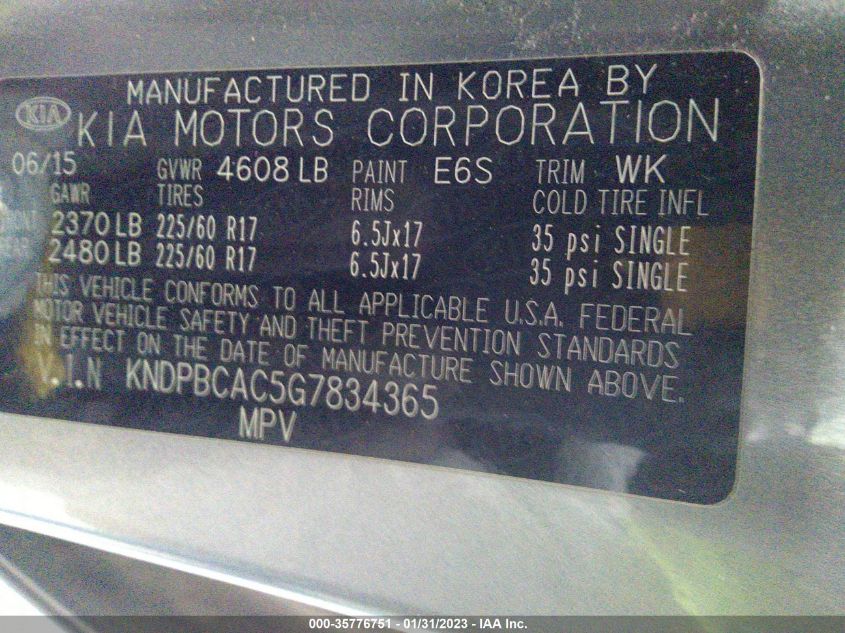 MANUFACTURED IN KOREA BY
KIA KIA MOTORS CORPORATION
06/15 GVWR 4608 LB PAINT E6S TRIM WK
GAWR TIRES RIMS COLD TIRE INFL
2370 LB 225/60 R17 6.5Jx17 35 psi SINGLE
2480 LB 225/60 R17 6.5Jx17 35 psi SINGLE
THIS VEHICLE CONFORMS TO ALL APPLICABLE U.S.A. FEDERAL
MOTOR VEHICLE SAFETY AND THEFT PREVENTION STANDARDS
IN EFFECT ON THE DATE OF MANUFACTURE SHOWN ABOVE.
V.I.N KNDPBCAC5G7834365
MPV
000-35776751 - 01/31/2023 - IAA Inc.